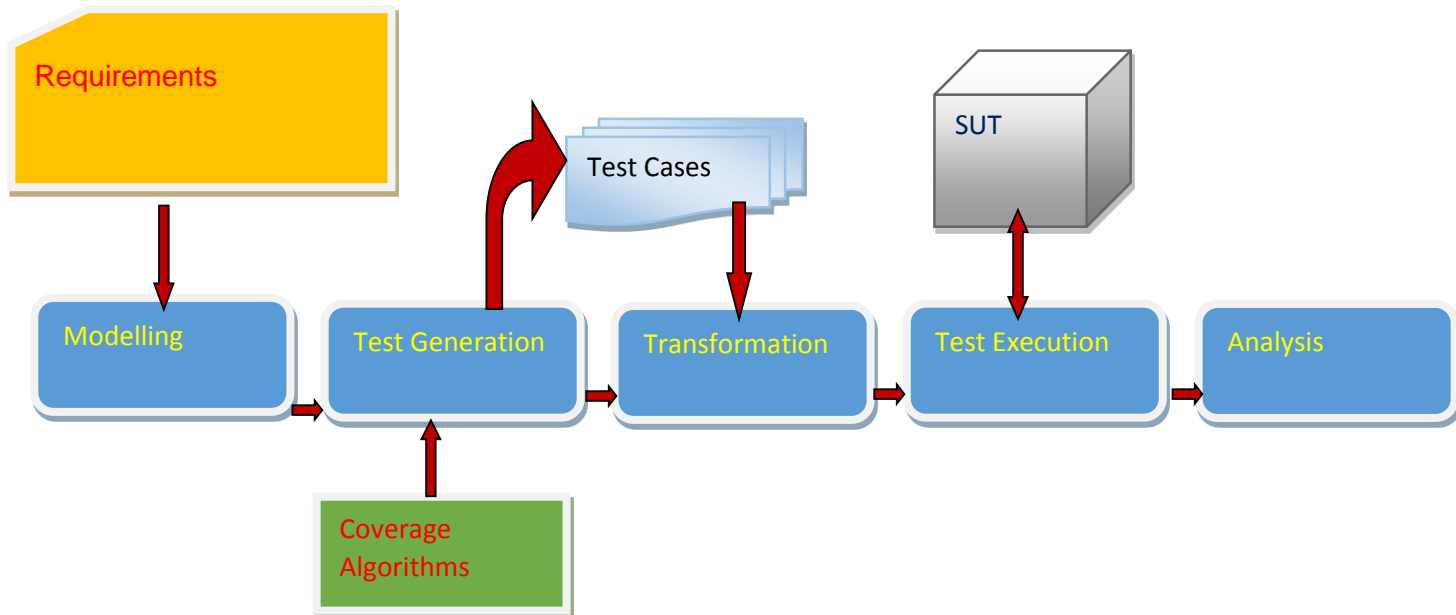 Requirements
Test Cases
SUT
Modelling
Test Generation
Transformation
Test Execution
Analysis
Coverage
Algorithms